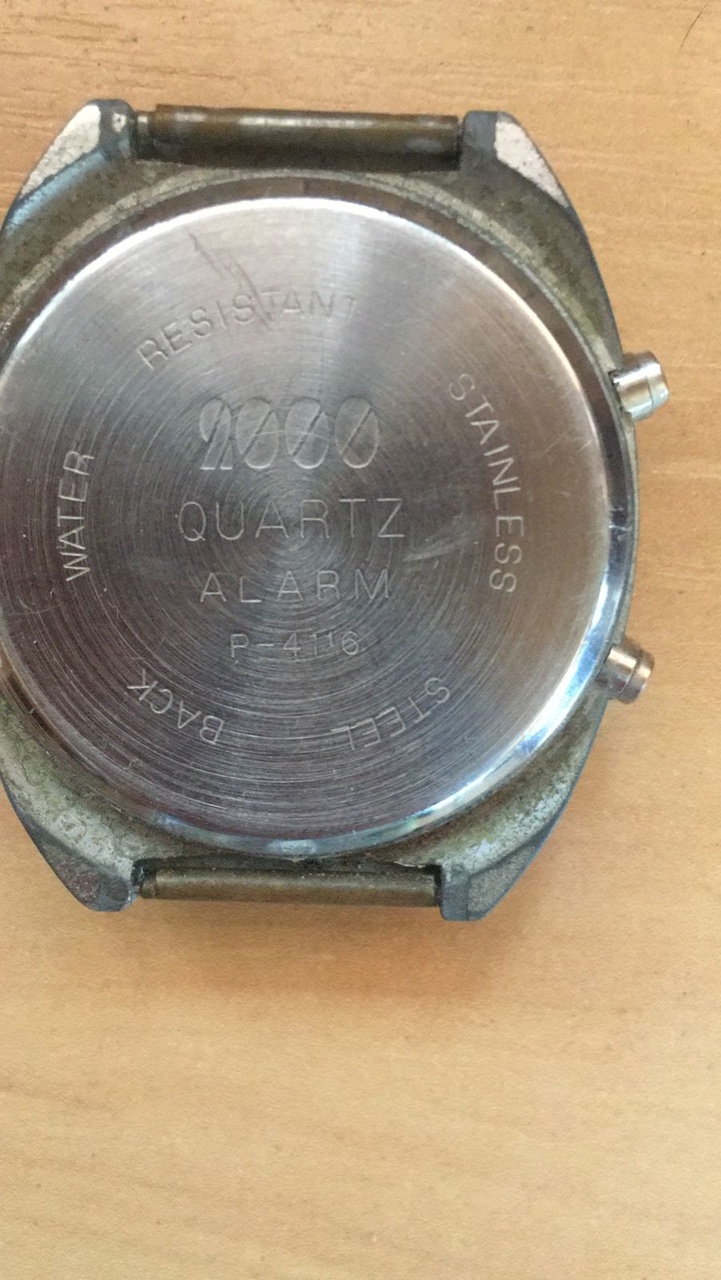 WATER RESISTANT
STAINLESS STEEL BACK
2000
QUARTZ
ALARM
P-4116